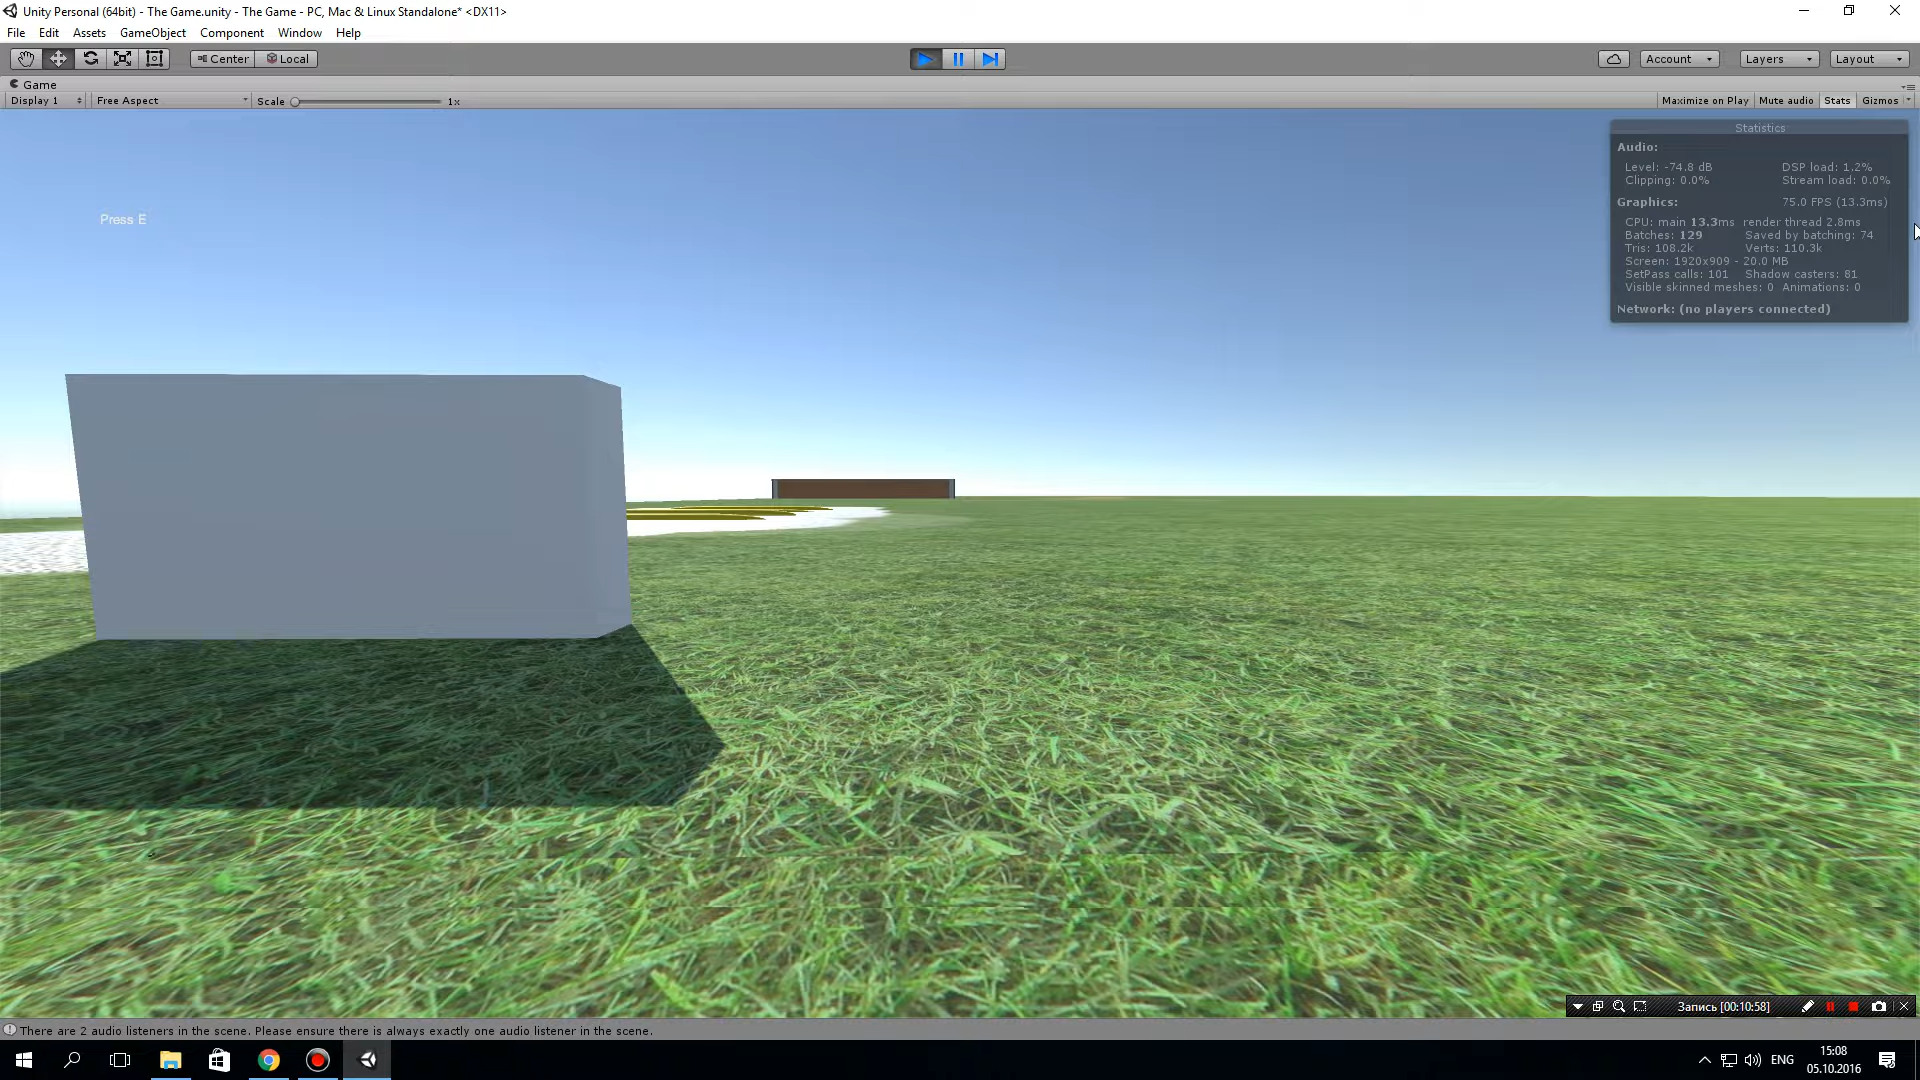 Unity Personal (64bit) - The Game.unity - The Game - PC, Mac & Linux Standalone* <DX11>
File Edit Assets GameObject Component Window Help
Center Local Account Layers Layout
Game
Display 1 Free Aspect Scale 1x Maximize on Play Mute audio Stats Gizmos
Statistics
Audio:
Level: -74.8 dB DSP load: 1.2%
Clipping: 0.0% Stream load: 0.0%
Graphics: 75.0 FPS (13.3ms)
CPU: main 13.3ms render thread 2.8ms
Batches: 129 Saved by batching: 74
Tris: 108.2k Verts: 110.3k
Screen: 1920x909 - 20.0 MB
SetPass calls: 101 Shadow casters: 81
Visible skinned meshes: 0 Animations: 0
Network: (no players connected)
Press E
Запись [00:10:58]
There are 2 audio listeners in the scene. Please ensure there is always exactly one audio listener in the scene.
ENG
15:08
05.10.2016